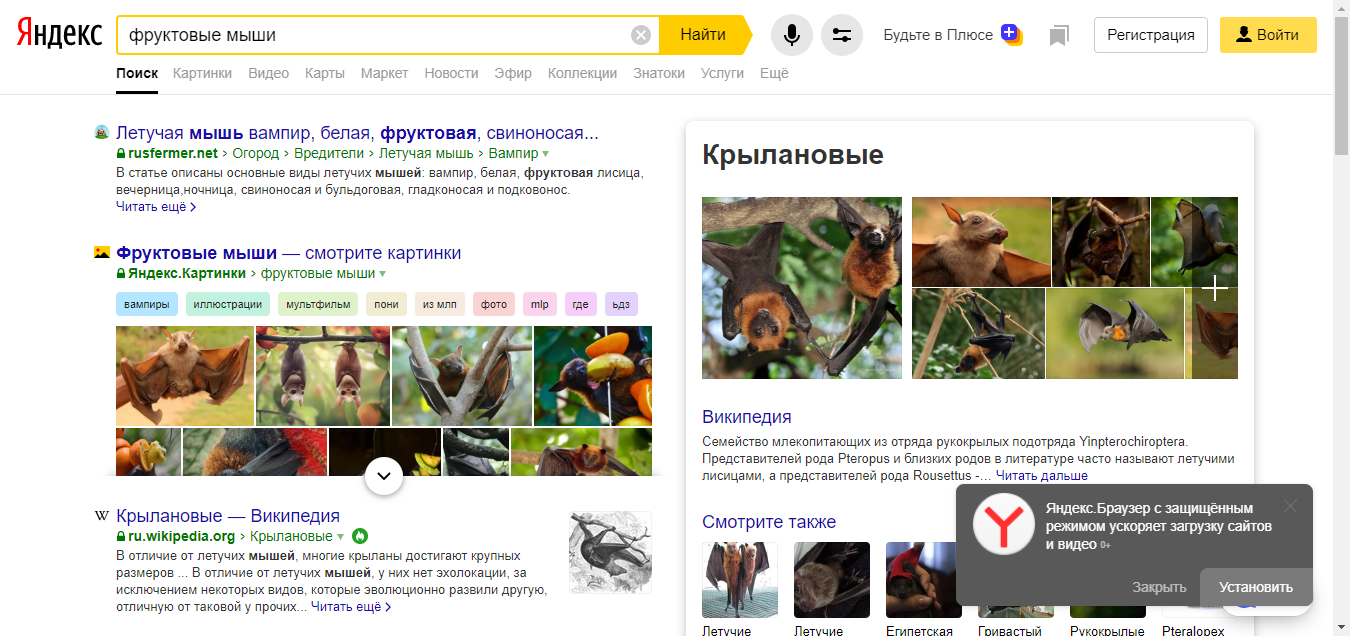 Яндекс
фруктовые мыши
Найти
Будьте в Плюсе
Регистрация
Войти
Поиск Картинки Видео Карты Маркет Новости Эфир Коллекции Знатоки Услуги Ещё
Летучая мышь вампир, белая, фруктовая, свиноносая...
rusfermer.net › Огород › Вредители › Летучая мышь › Вампир
В статье описаны основные виды летучих мышей: вампир, белая, фруктовая лисица,
вечерница,ночница, свиноносая и бульдоговая, гладконосая и подковонос.
Читать ещё
Фруктовые мыши — смотрите картинки
Яндекс.Картинки › фруктовые мыши
вампиры иллюстрации мультфильм пони из млп фото mlp где ьдз
W Крылановые — Википедия
ru.wikipedia.org › Крылановые
В отличие от летучих мышей, многие крыланы достигают крупных
размеров ... В отличие от летучих мышей, у них нет эхолокации, за
исключением некоторых видов, которые эволюционно развили другую,
отличную от таковой у прочих... Читать ещё
Крылановые
Википедия
Семейство млекопитающих из отряда рукокрылых подотряда Yinpterochiroptera.
Представителей рода Pteropus и близких родов в литературе часто называют летучими
лисицами, а представителей рода Rousettus -... Читать дальше
Смотрите также
Летучие Летучие Египетская Гривастый Рукокрылые Pteralopex
Яндекс.Браузер с защищённым
режимом ускоряет загрузку сайтов
и видео 0+
Закрыть Установить